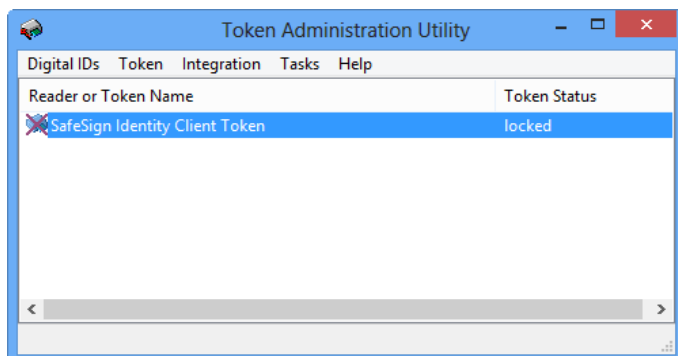 Token Administration Utility
Digital IDs Token Integration Tasks Help
Reader or Token Name Token Status
SafeSign Identity Client Token locked